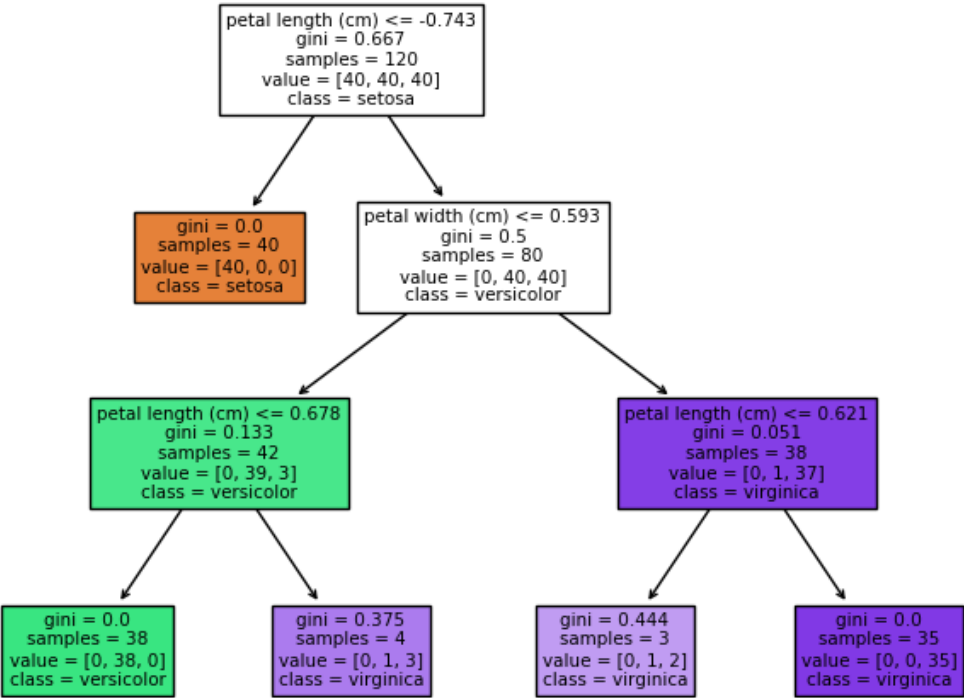 petal length (cm) <= -0.743
gini = 0.667
samples = 120
value = [40, 40, 40]
class = setosa
gini = 0.0
samples = 40
value = [40, 0, 0]
class = setosa
petal width (cm) <= 0.593
gini = 0.5
samples = 80
value = [0, 40, 40]
class = versicolor
petal length (cm) <= 0.678
gini = 0.133
samples = 42
value = [0, 39, 3]
class = versicolor
petal length (cm) <= 0.621
gini = 0.051
samples = 38
value = [0, 1, 37]
class = virginica
gini = 0.0
samples = 38
value = [0, 38, 0]
class = versicolor
gini = 0.375
samples = 4
value = [0, 1, 3]
class = virginica
gini = 0.444
samples = 3
value = [0, 1, 2]
class = virginica
gini = 0.0
samples = 35
value = [0, 0, 35]
class = virginica